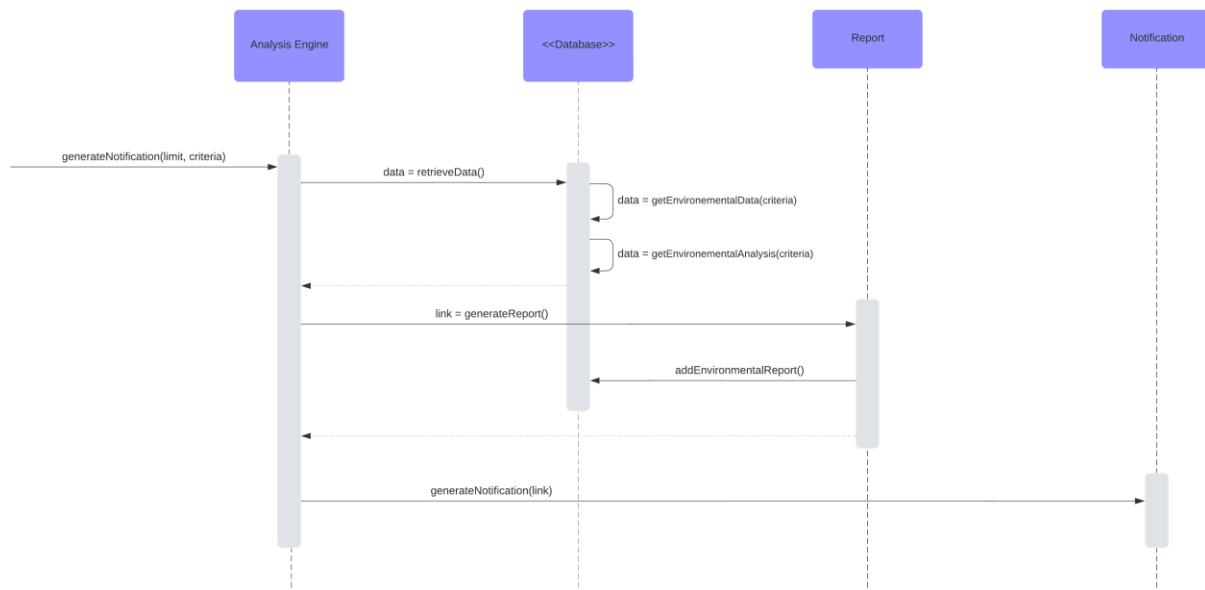 Analysis Engine
<<Database>>
Report
Notification
generateNotification(limit, criteria)
data = retrieveData()
data = getEnvironementalData(criteria)
data = getEnvironementalAnalysis(criteria)
link = generateReport()
addEnvironmentalReport()
generateNotification(link)